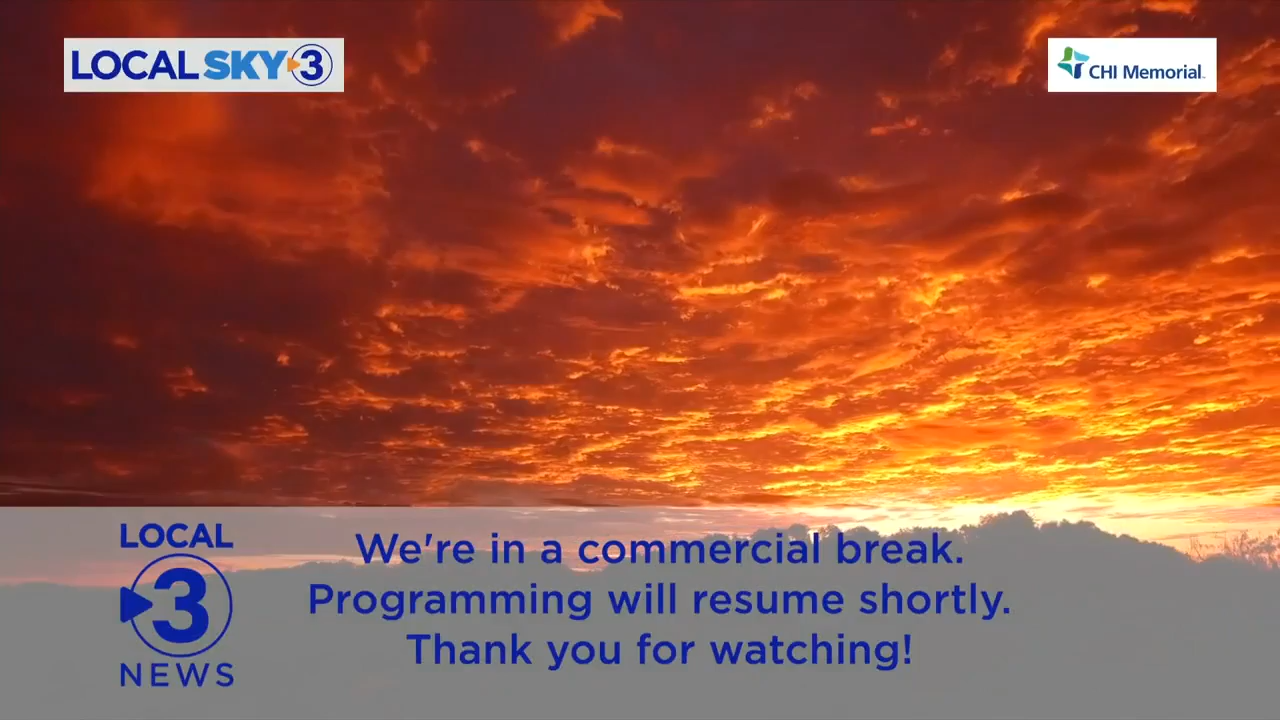 LOCAL SKY 3
CHI Memorial
LOCAL
3
NEWS
We're in a commercial break.
Programming will resume shortly.
Thank you for watching!